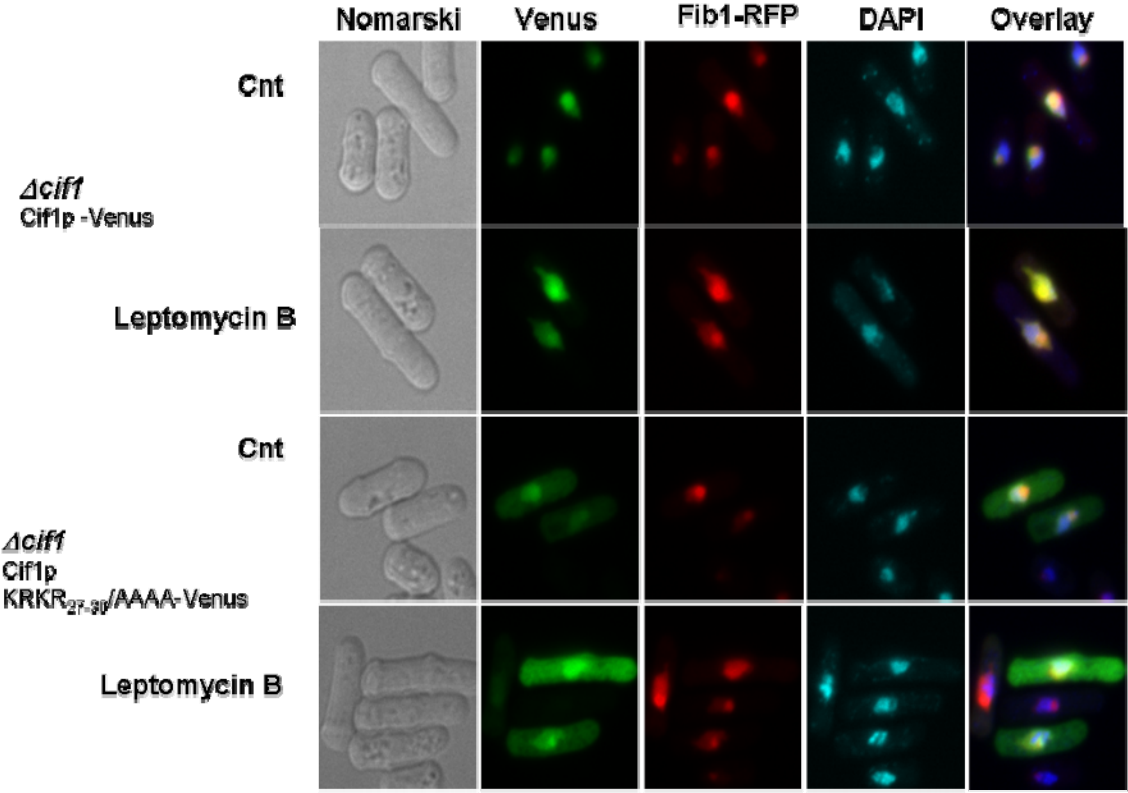 Nomarski Venus Fib1-RFP DAPI Overlay
Cnt
Δcif1
Cif1p -Venus
Leptomycin B
Cnt
Δcif1
Cif1p
KRKR27-30/AAAA-Venus
Leptomycin B